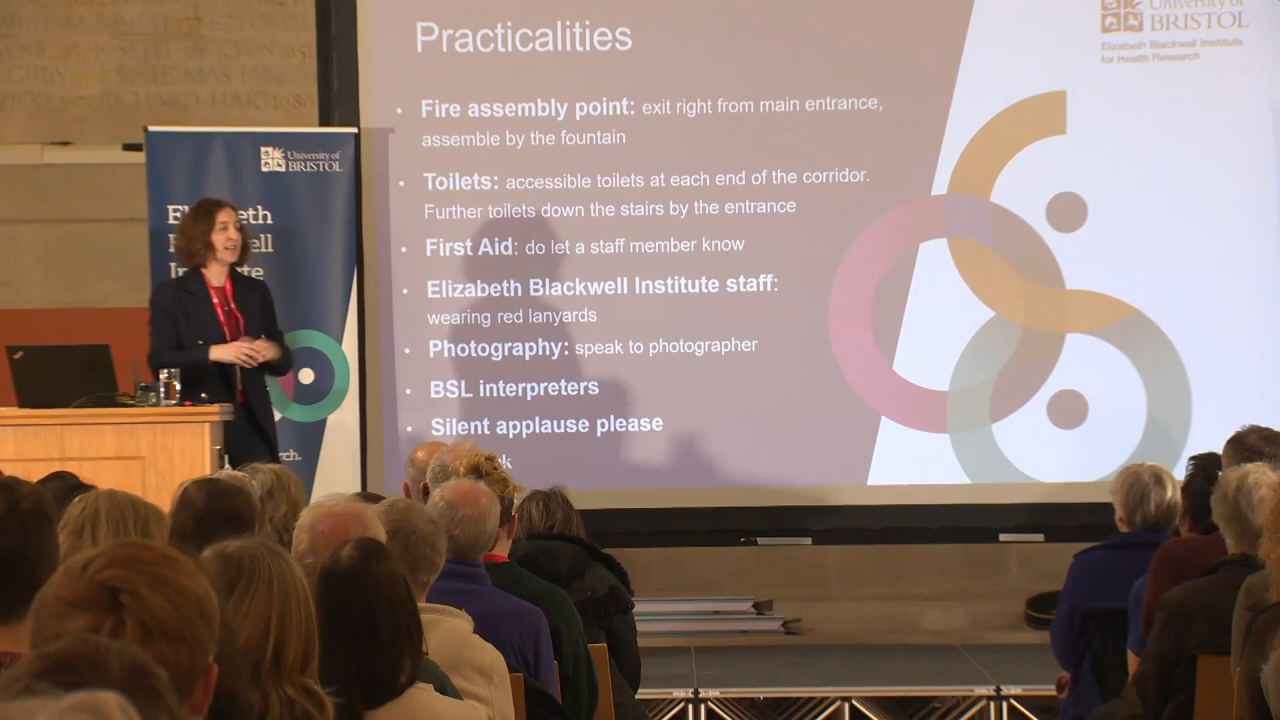 Practicalities
• Fire assembly point: exit right from main entrance,
assemble by the fountain
• Toilets: accessible toilets at each end of the corridor.
Further toilets down the stairs by the entrance
• First Aid: do let a staff member know
• Elizabeth Blackwell Institute staff:
wearing red lanyards
• Photography: speak to photographer
• BSL interpreters
• Silent applause please
University of
BRISTOL
Elizabeth Blackwell Institute
for Health Research
University of
BRISTOL
RICHARD HART 1980